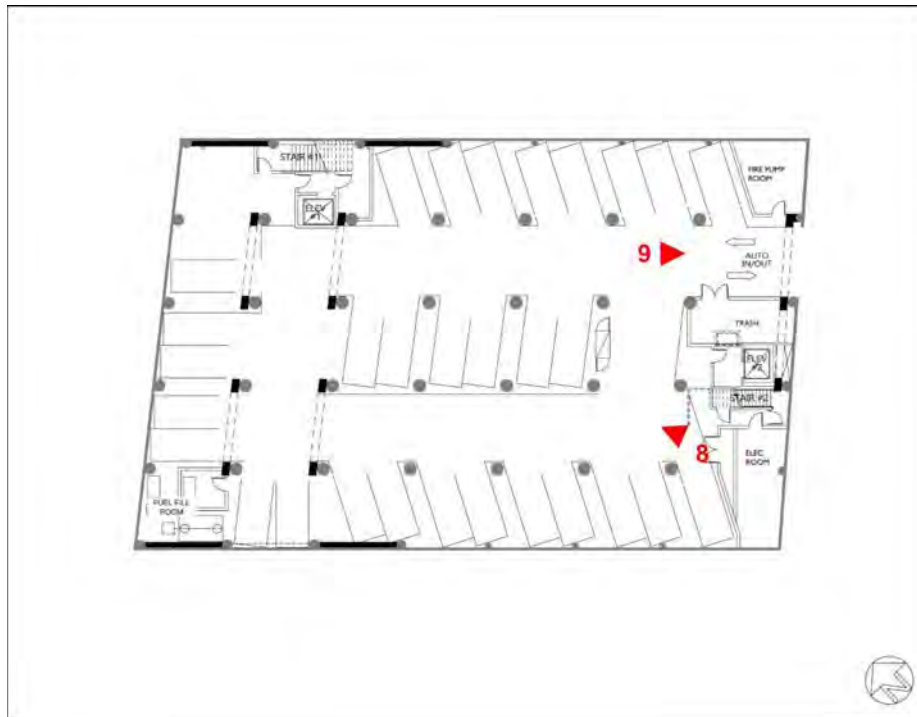 STAIR #1
FIRE PUMP
ROOM
ELEV
#1
9
AUTO
IN/OUT
TRASH
ELEV
#2
STAIR #2
8
ELEC
ROOM
FUEL FILL
ROOM